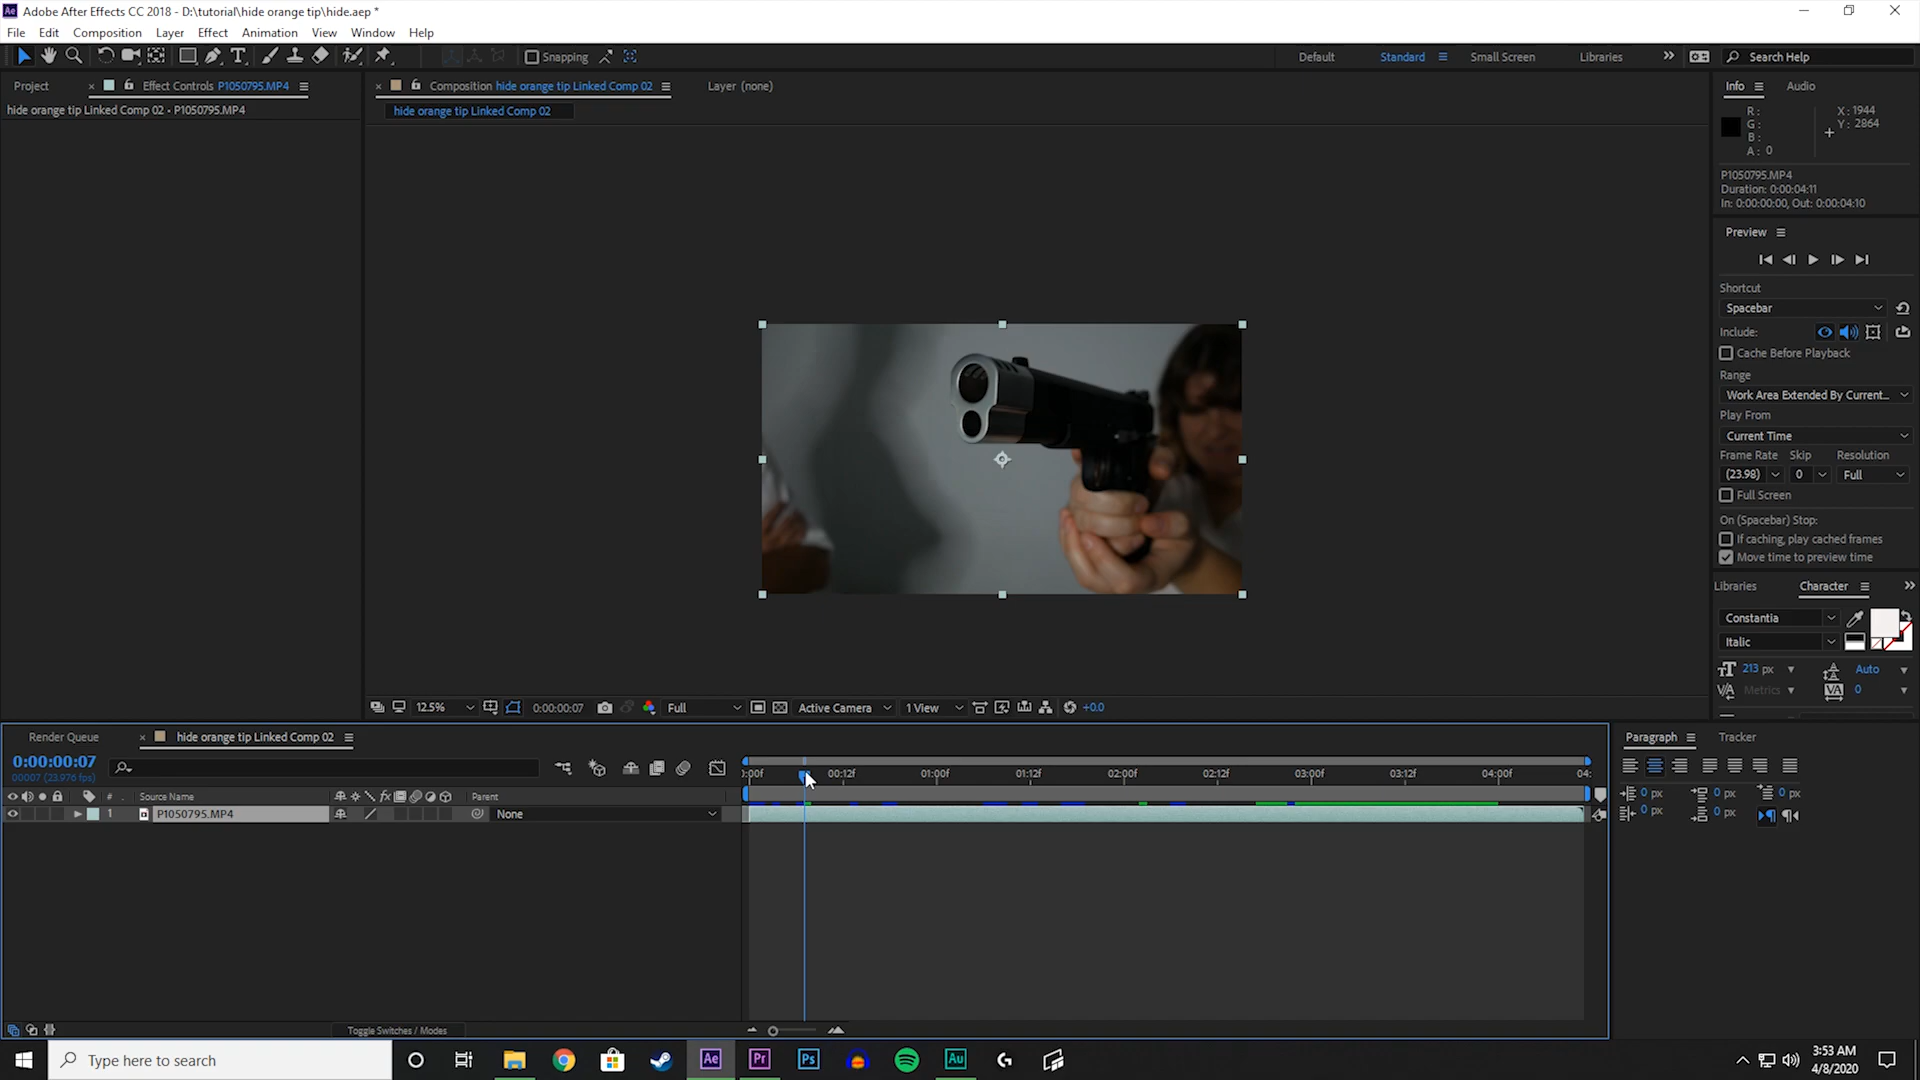 Adobe After Effects CC 2018 - D:\tutorial\hide orange tip\hide.aep *
File Edit Composition Layer Effect Animation View Window Help
Snapping Default Standard Small Screen Libraries Search Help
Project Effect Controls P1050795.MP4 Composition hide orange tip Linked Comp 02 Layer (none) Info Audio
hide orange tip Linked Comp 02 • P1050795.MP4 hide orange tip Linked Comp 02
R: X: 1944
G: Y: 2864
B:
A: 0
P1050795.MP4
Duration: 0:00:04:11
In: 0:00:00:00, Out: 0:00:04:10
Preview
Shortcut
Spacebar
Include:
Cache Before Playback
Range
Work Area Extended By Current...
Play From
Current Time
Frame Rate Skip Resolution
(23.98) 0 Full
Full Screen
On (Spacebar) Stop:
If caching, play cached frames
Move time to preview time
Libraries Character
Constantia
Italic
213 px Auto
Metrics 0
12.5% 0:00:00:07 Full Active Camera 1 View +0.0
Render Queue hide orange tip Linked Comp 02 Paragraph Tracker
0:00:00:07
00007 (23.976 fps)
:00f 00:12f 01:00f 01:12f 02:00f 02:12f 03:00f 03:12f 04:00f 04:
# Source Name Parent
1 P1050795.MP4 None
0 px 0 px 0 px
0 px 0 px
Toggle Switches / Modes
Type here to search
Ae Pr Ps Au
3:53 AM
4/8/2020